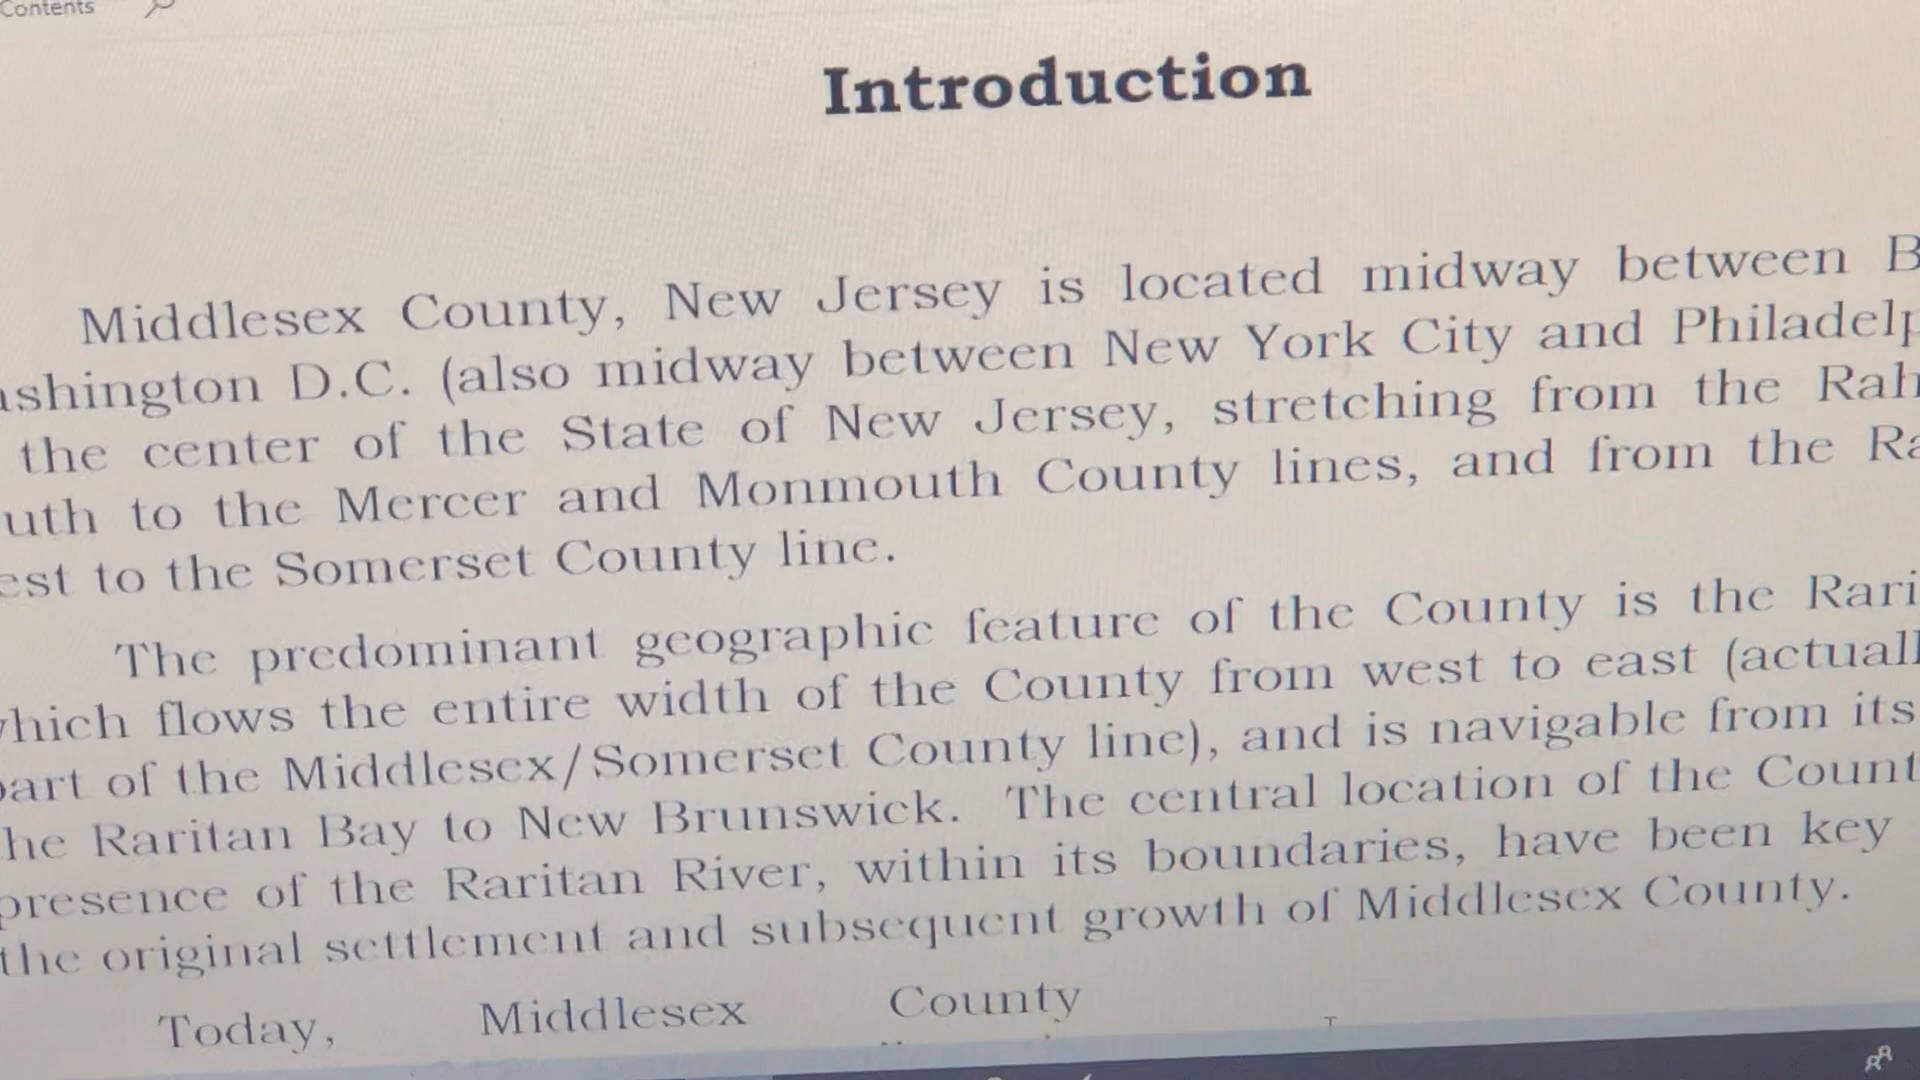 Contents
Introduction
Middlesex County, New Jersey is located midway between B
ashington D.C. (also midway between New York City and Philadelp
the center of the State of New Jersey, stretching from the Rah
uth to the Mercer and Monmouth County lines, and from the Ra
est to the Somerset County line.
The predominant geographic feature of the County is the Rari
which flows the entire width of the County from west to east (actuall
part of the Middlesex/Somerset County line), and is navigable from its
he Raritan Bay to New Brunswick. The central location of the Count
presence of the Raritan River, within its boundaries, have been key
the original settlement and subsequent growth of Middlesex County.
Today, Middlesex County